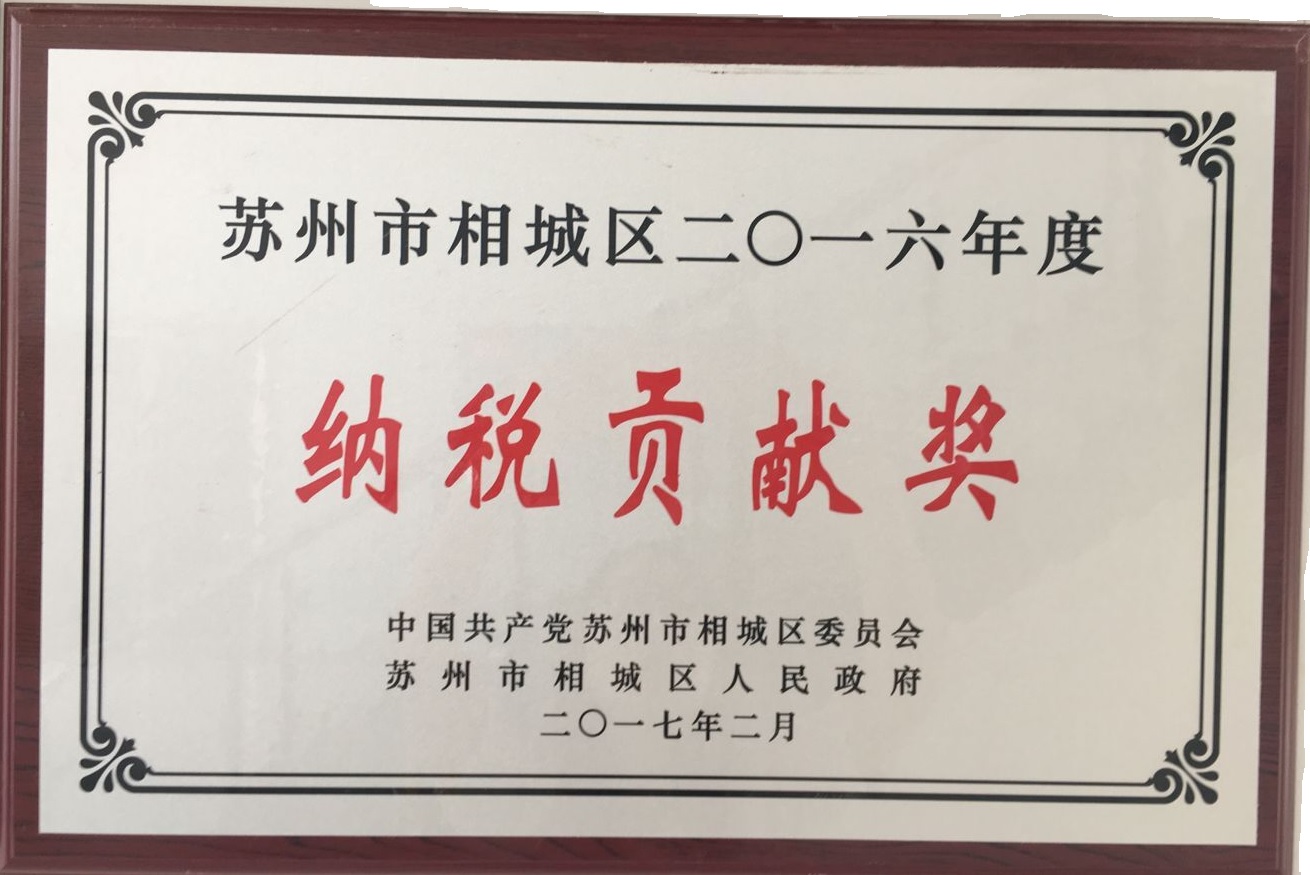 苏州市相城区二〇一六年度
纳税贡献奖
中国共产党苏州市相城区委员会
苏州市相城区人民政府
二〇一七年二月